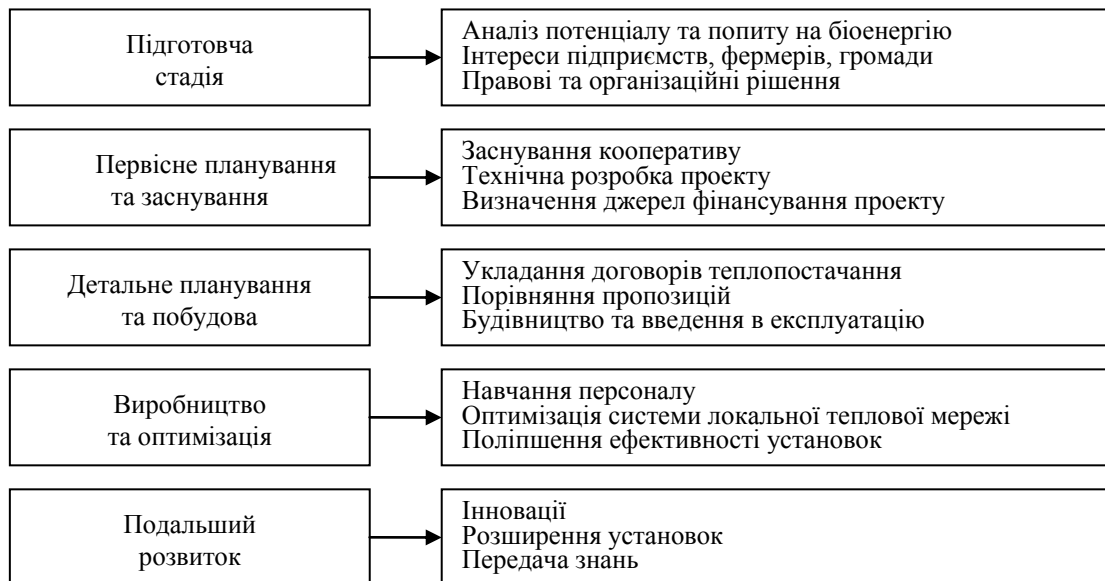 Підготовча
стадія
Аналіз потенціалу та попиту на біоенергію
Інтереси підприємств, фермерів, громади
Правові та організаційні рішення
Первісне планування
та заснування
Заснування кооперативу
Технічна розробка проекту
Визначення джерел фінансування проекту
Детальне планування
та побудова
Укладання договорів теплопостачання
Порівняння пропозицій
Будівництво та введення в експлуатацію
Виробництво
та оптимізація
Навчання персоналу
Оптимізація системи локальної теплової мережі
Поліпшення ефективності установок
Подальший
розвиток
Інновації
Розширення установок
Передача знань